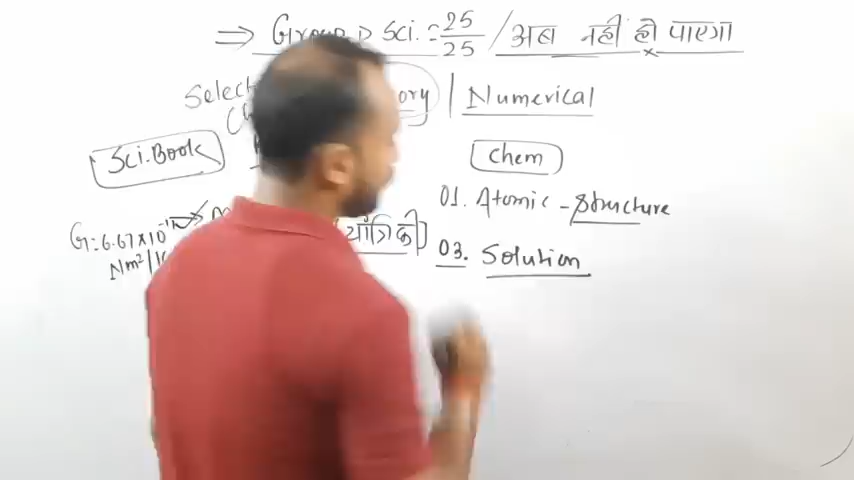 ⇒ Group D Sci. = 25/25 / अब नहीं हो पाएगा
Select
ory | Numerical
Sci.Book
Chem
01. Atomic - Structure
G = 6.67×10
यांत्रिकी]
03. Solution
Nm²/